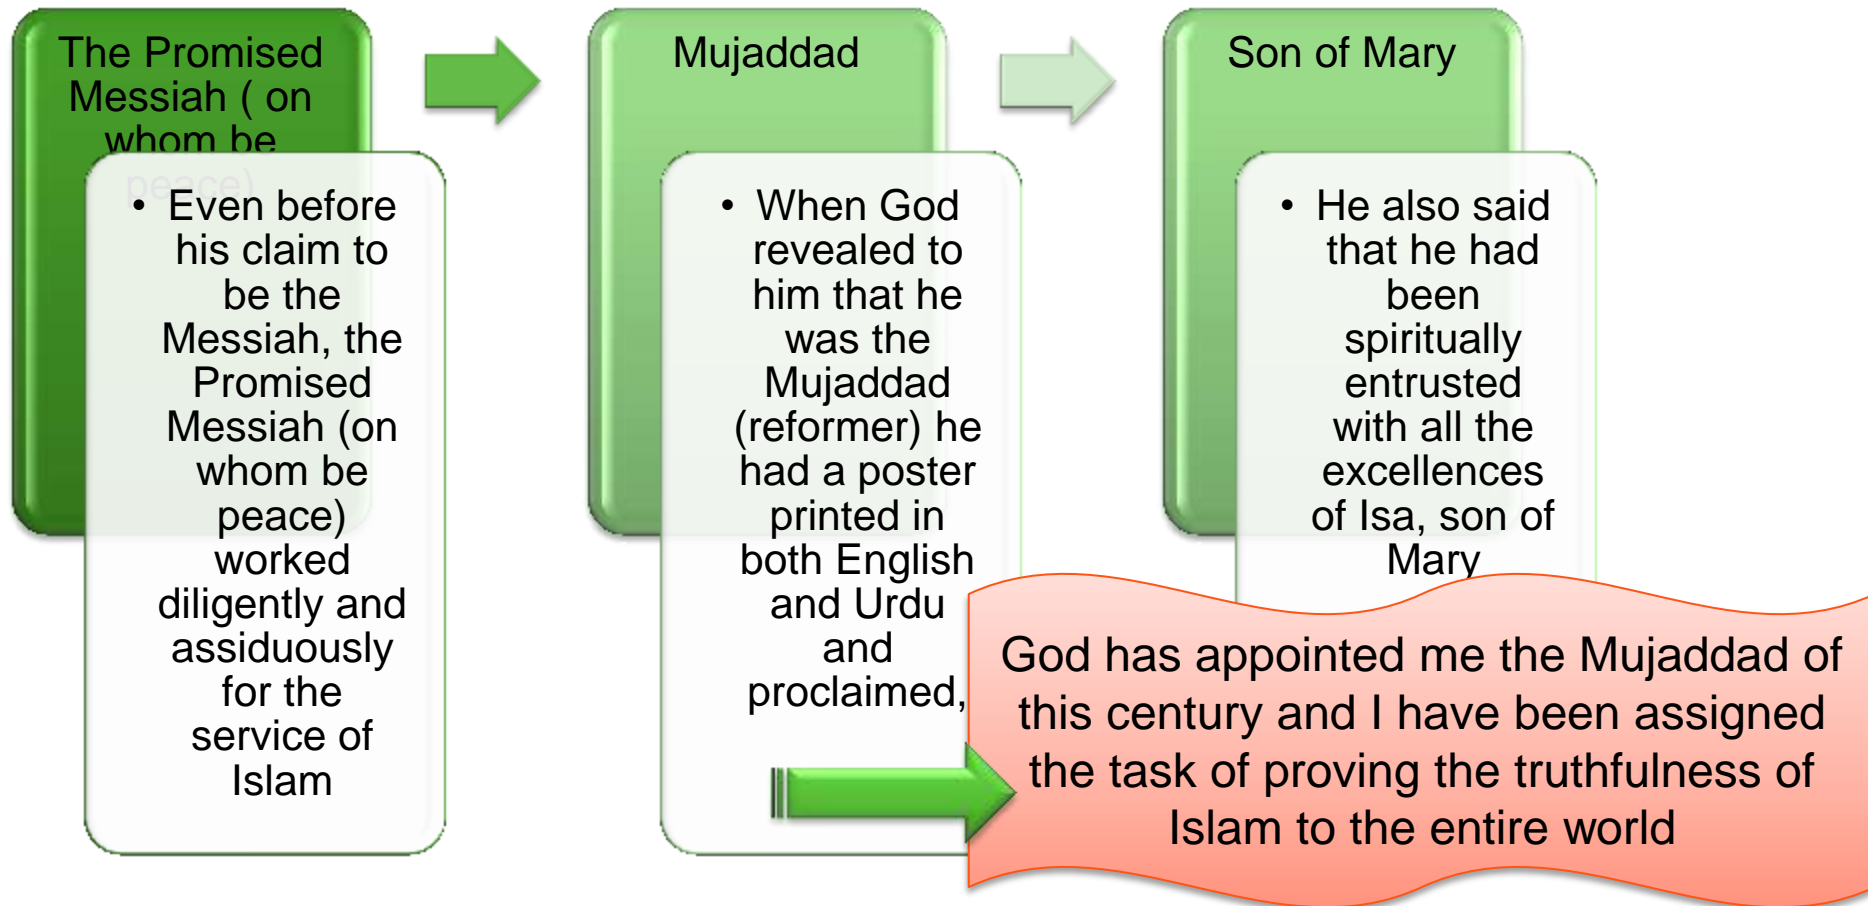 The Promised
Messiah ( on
whom be
peace)
• Even before
his claim to
be the
Messiah, the
Promised
Messiah (on
whom be
peace)
worked
diligently and
assiduously
for the
service of
Islam
Mujaddad
• When God
revealed to
him that he
was the
Mujaddad
(reformer) he
had a poster
printed in
both English
and Urdu
and
proclaimed,
Son of Mary
• He also said
that he had
been
spiritually
entrusted
with all the
excellences
of Isa, son of
Mary
God has appointed me the Mujaddad of
this century and I have been assigned
the task of proving the truthfulness of
Islam to the entire world